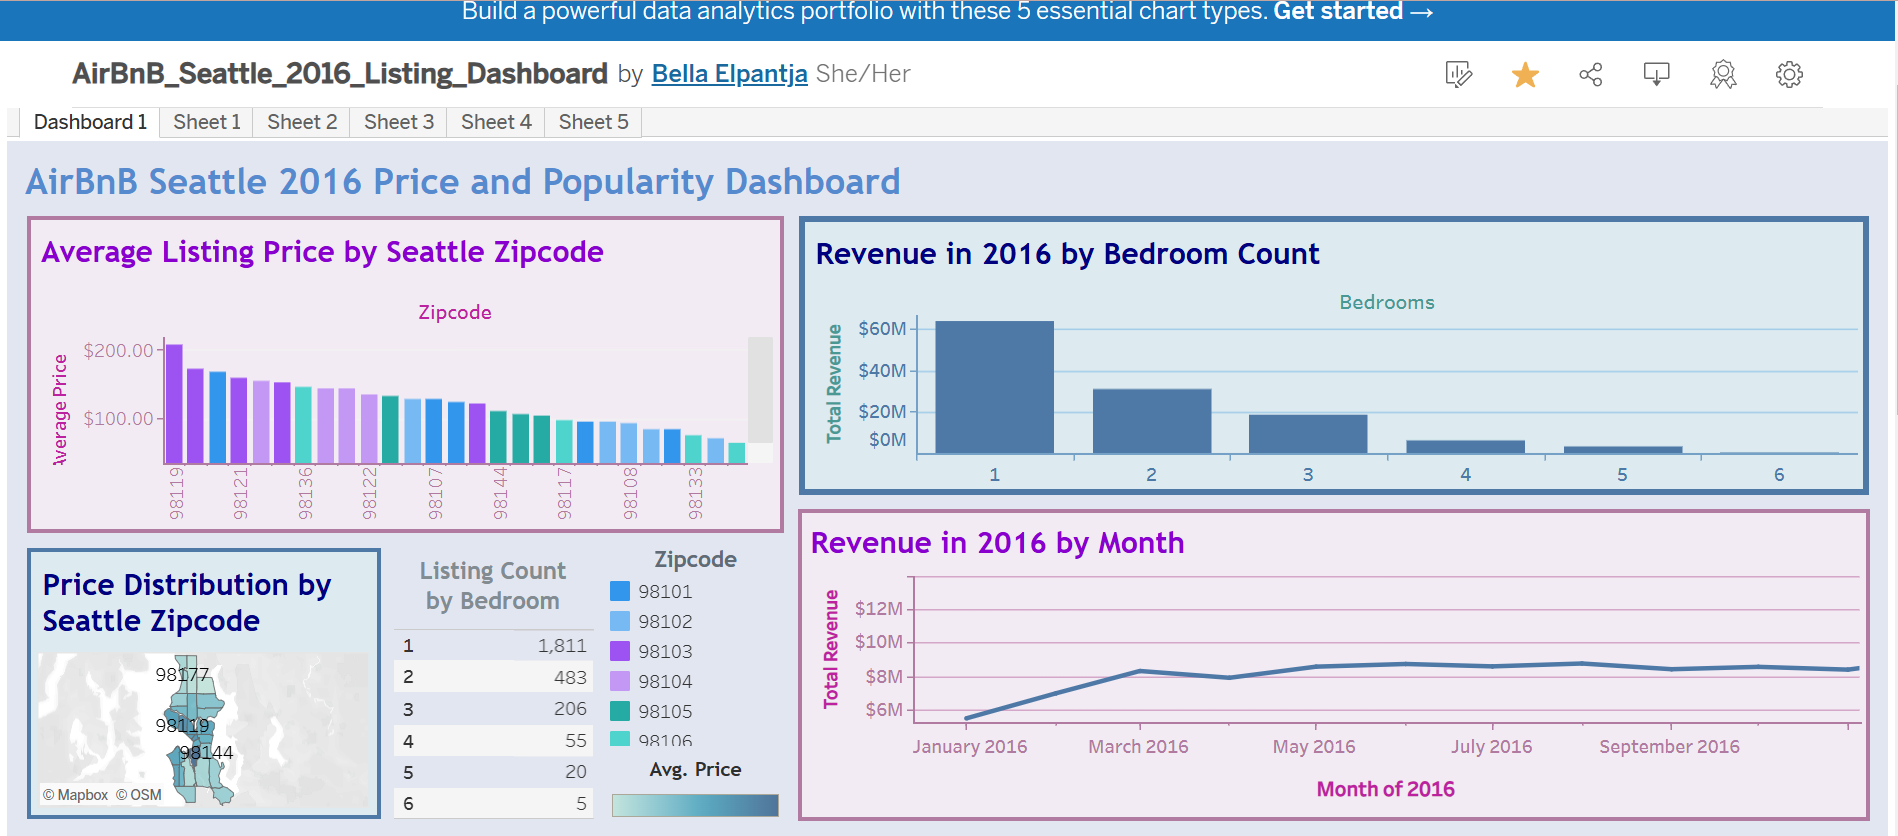 Build a powerful data analytics portfolio with these 5 essential chart types. Get started →
AirBnB_Seattle_2016_Listing_Dashboard by Bella Elpantja She/Her
Dashboard 1 Sheet 1 Sheet 2 Sheet 3 Sheet 4 Sheet 5
AirBnB Seattle 2016 Price and Popularity Dashboard
Average Listing Price by Seattle Zipcode
Zipcode
Average Price
$200.00
$100.00
98119 98121 98136 98122 98107 98144 98117 98108 98133
Revenue in 2016 by Bedroom Count
Bedrooms
Total Revenue
$60M
$40M
$20M
$0M
1 2 3 4 5 6
Price Distribution by
Seattle Zipcode
98177
98119
98144
© Mapbox © OSM
Listing Count
by Bedroom
1 1,811
2 483
3 206
4 55
5 20
6 5
Zipcode
98101
98102
98103
98104
98105
98106
Avg. Price
Revenue in 2016 by Month
Total Revenue
$12M
$10M
$8M
$6M
January 2016 March 2016 May 2016 July 2016 September 2016
Month of 2016